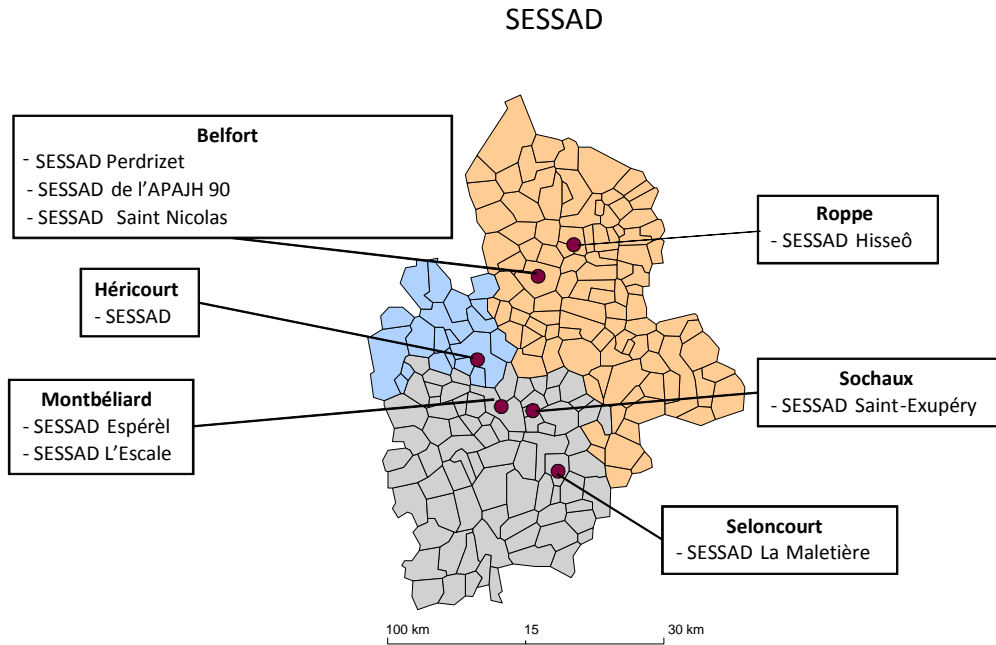 SESSAD
Belfort
- SESSAD Perdrizet
- SESSAD de l'APAJH 90
- SESSAD Saint Nicolas
Roppe
- SESSAD Hisseô
Héricourt
- SESSAD
Montbéliard
- SESSAD Espérèl
- SESSAD L'Escale
Sochaux
- SESSAD Saint-Exupéry
Seloncourt
- SESSAD La Maletière
100 km 15 30 km